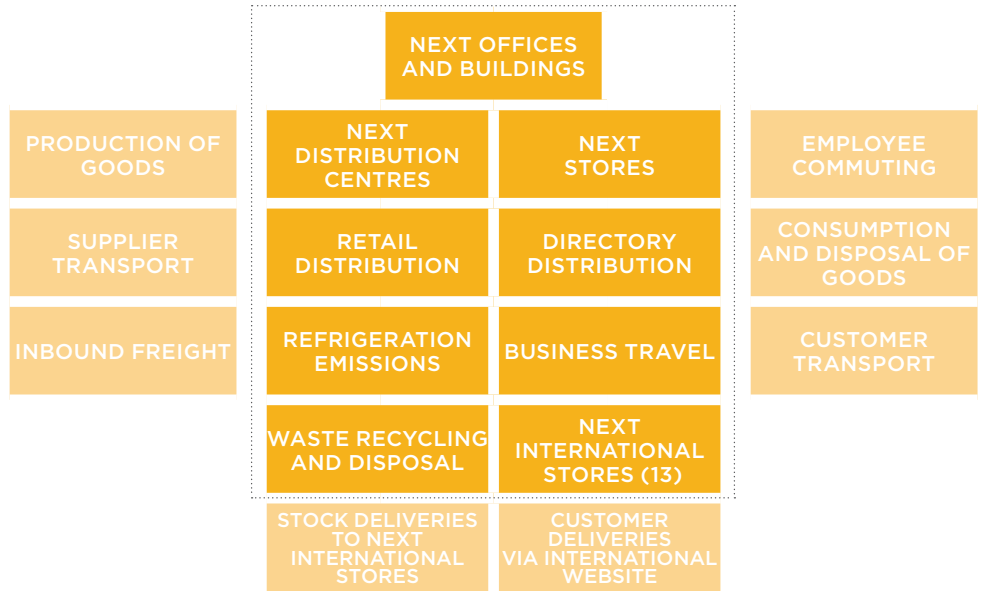 NEXT OFFICES
AND BUILDINGS
PRODUCTION OF
GOODS
NEXT
DISTRIBUTION
CENTRES
NEXT
STORES
EMPLOYEE
COMMUTING
SUPPLIER
TRANSPORT
RETAIL
DISTRIBUTION
DIRECTORY
DISTRIBUTION
CONSUMPTION
AND DISPOSAL OF
GOODS
INBOUND FREIGHT
REFRIGERATION
EMISSIONS
BUSINESS TRAVEL
CUSTOMER
TRANSPORT
WASTE RECYCLING
AND DISPOSAL
NEXT
INTERNATIONAL
STORES (13)
STOCK DELIVERIES
TO NEXT
INTERNATIONAL
STORES
CUSTOMER
DELIVERIES
VIA INTERNATIONAL
WEBSITE